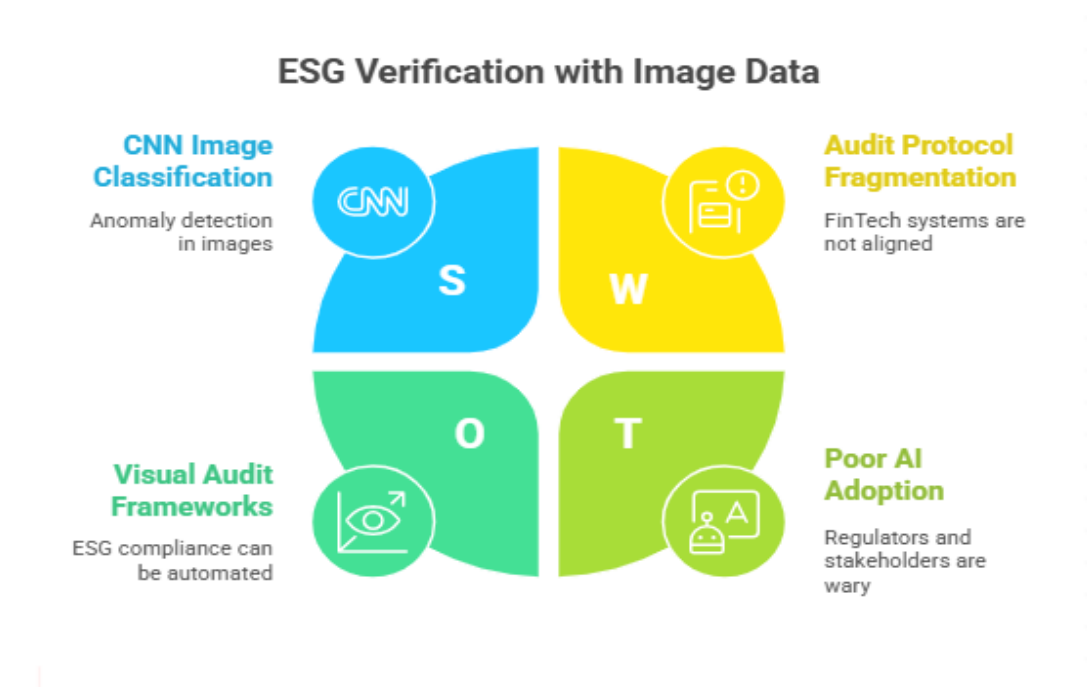 ESG Verification with Image Data
CNN Image
Classification
Anomaly detection
in images
CNN
S
Audit Protocol
Fragmentation
FinTech systems are
not aligned
W
Visual Audit
Frameworks
ESG compliance can
be automated
O
Poor AI
Adoption
Regulators and
stakeholders are
wary
T
A